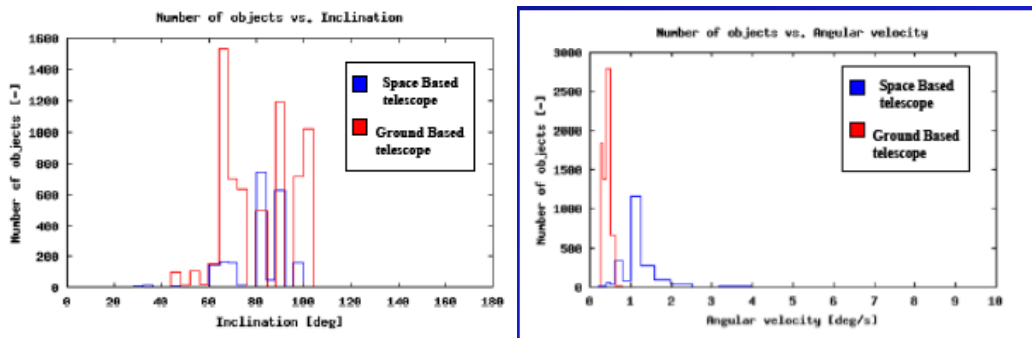 Number of objects vs. Inclination
1600
1400
1200
1000
800
600
400
200
0
0 20 40 60 80 100 120 140 160 180
Number of objects [-]
Inclination [deg]
Space Based
telescope
Ground Based
telescope
Number of objects vs. Angular velocity
3000
2500
2000
1500
1000
500
0
0 1 2 3 4 5 6 7 8 9 10
Number of objects [-]
Angular velocity [deg/s]
Space Based
telescope
Ground Based
telescope